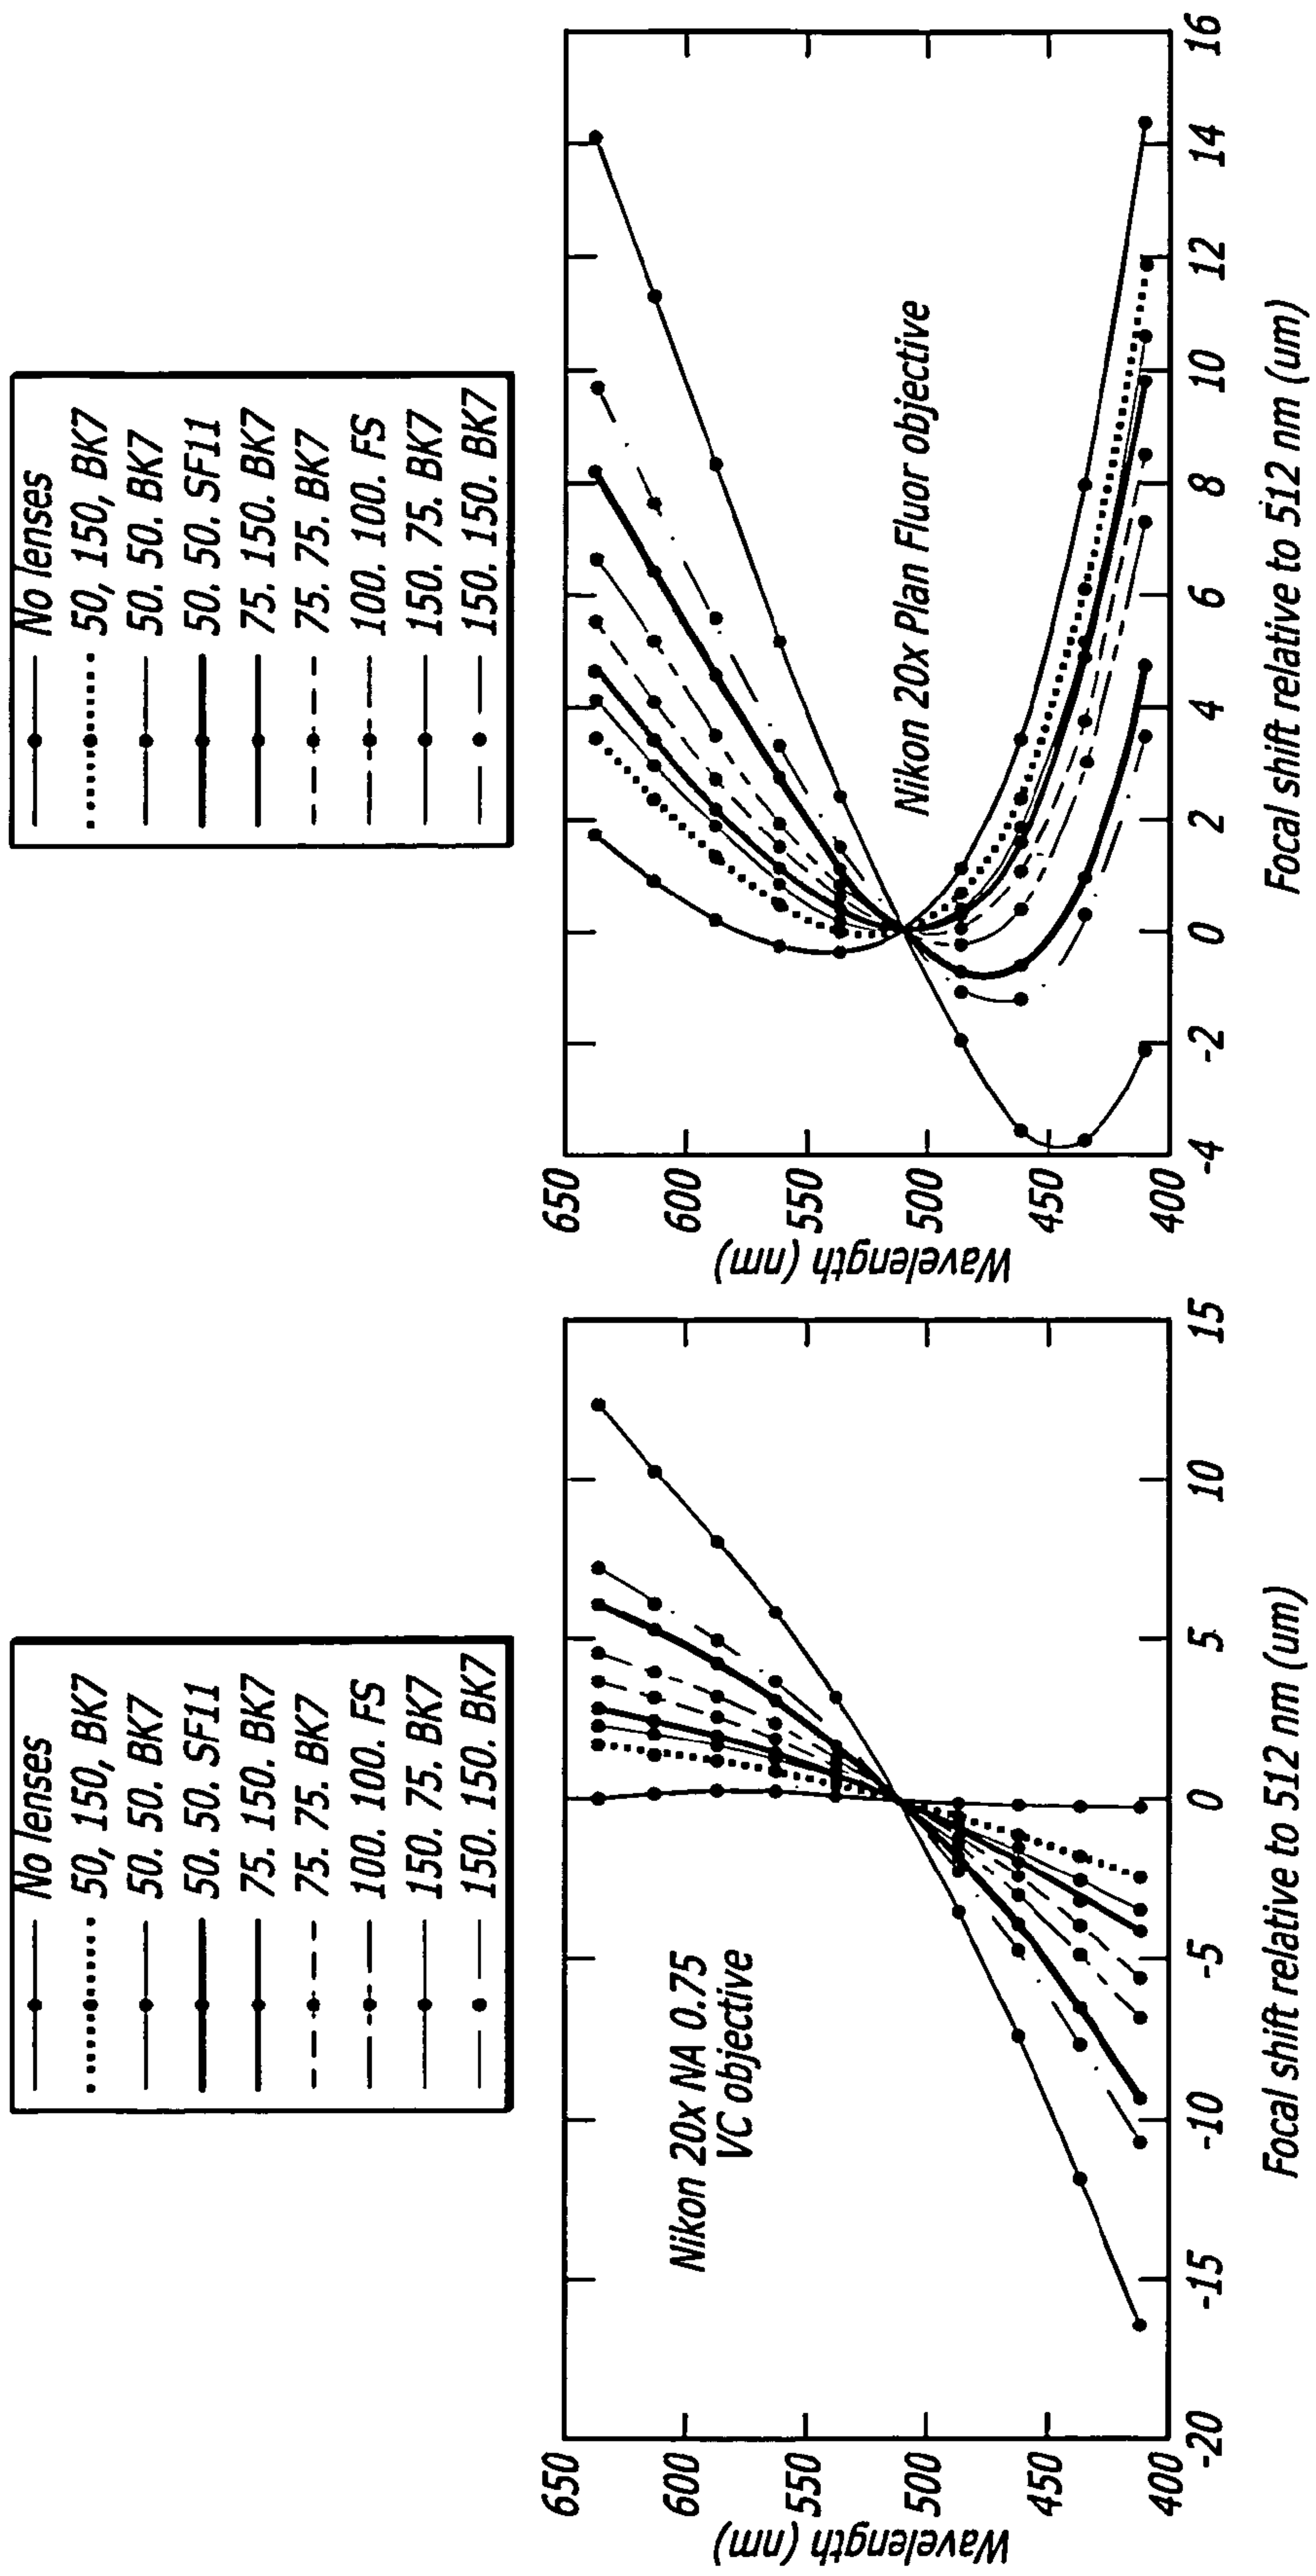 No lenses
50, 150, BK7
50. 50. BK7
50. 50. SF11
75. 150. BK7
75. 75. BK7
100. 100. FS
150. 75. BK7
150. 150. BK7
Nikon 20x NA 0.75
VC objective
Wavelength (nm)
650
600
550
500
450
400
-20
-15
-10
-5
0
5
10
15
Focal shift relative to 512 nm (um)
No lenses
50, 150, BK7
50. 50. BK7
50. 50. SF11
75. 150. BK7
75. 75. BK7
100. 100. FS
150. 75. BK7
150. 150. BK7
Nikon 20x Plan Fluor objective
Wavelength (nm)
650
600
550
500
450
400
-4
-2
0
2
4
6
8
10
12
14
16
Focal shift relative to 512 nm (um)